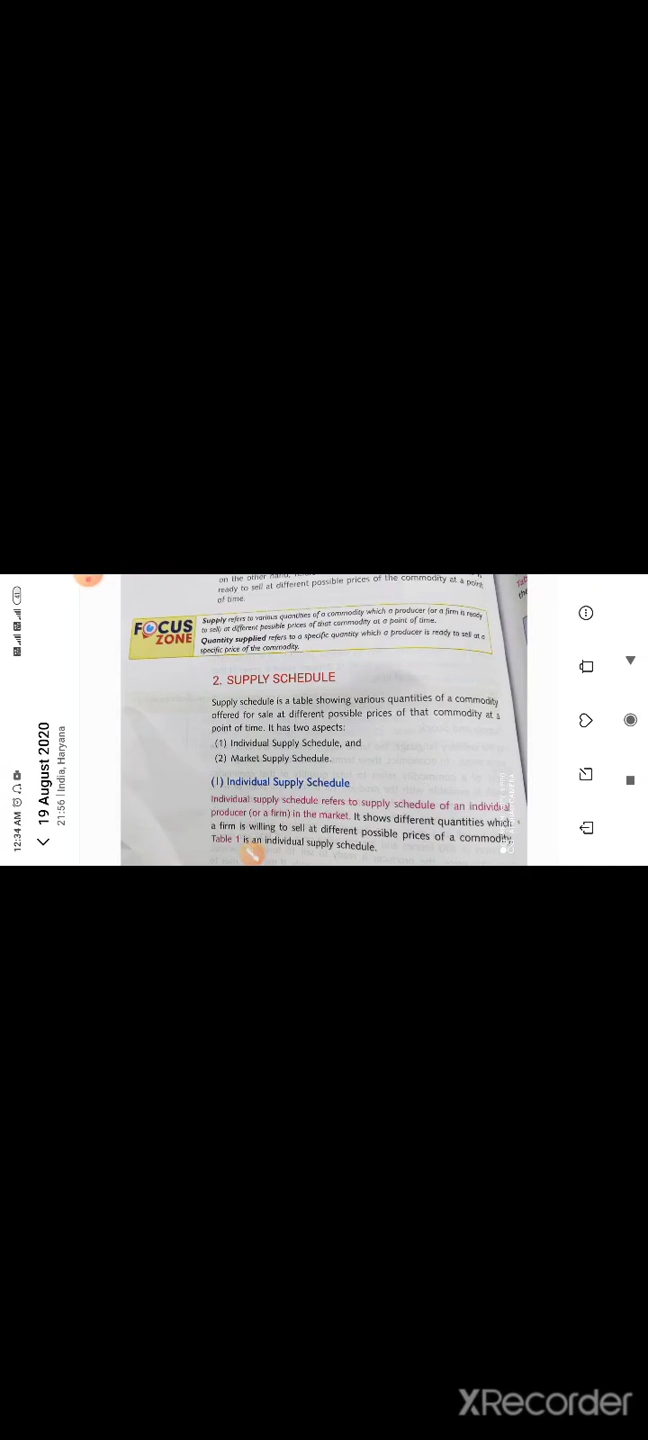 on the other hand,
ready to sell at different possible prices of the commodity at a point
of time.
FOCUS
ZONE
Supply refers to various quantities of a commodity which a producer (or a firm is ready
to sell) at different possible prices of that commodity at a point of time.
Quantity supplied refers to a specific quantity which a producer is ready to sell at a
specific price of the commodity.
2. SUPPLY SCHEDULE
Supply schedule is a table showing various quantities of a commodity
offered for sale at different possible prices of that commodity at a
point of time. It has two aspects:
(1) Individual Supply Schedule, and
(2) Market Supply Schedule.
(1) Individual Supply Schedule
Individual supply schedule refers to supply schedule of an individual
producer (or a firm) in the market. It shows different quantities which
a firm is willing to sell at different possible prices of a commodity.
Table 1 is an individual supply schedule.
12:34 AM
41
19 August 2020
21:56 | India, Haryana
XRecorder